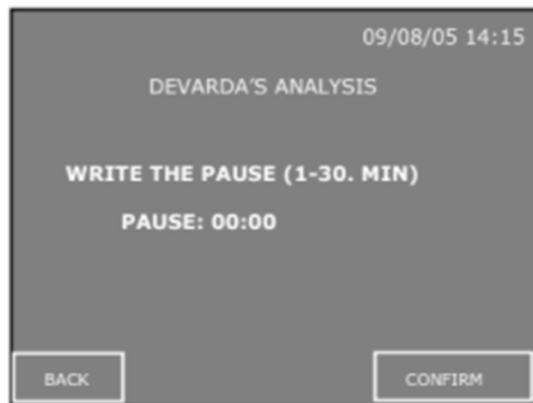 09/08/05 14:15
DEVARDA'S ANALYSIS
WRITE THE PAUSE (1-30. MIN)
PAUSE: 00:00
BACK
CONFIRM